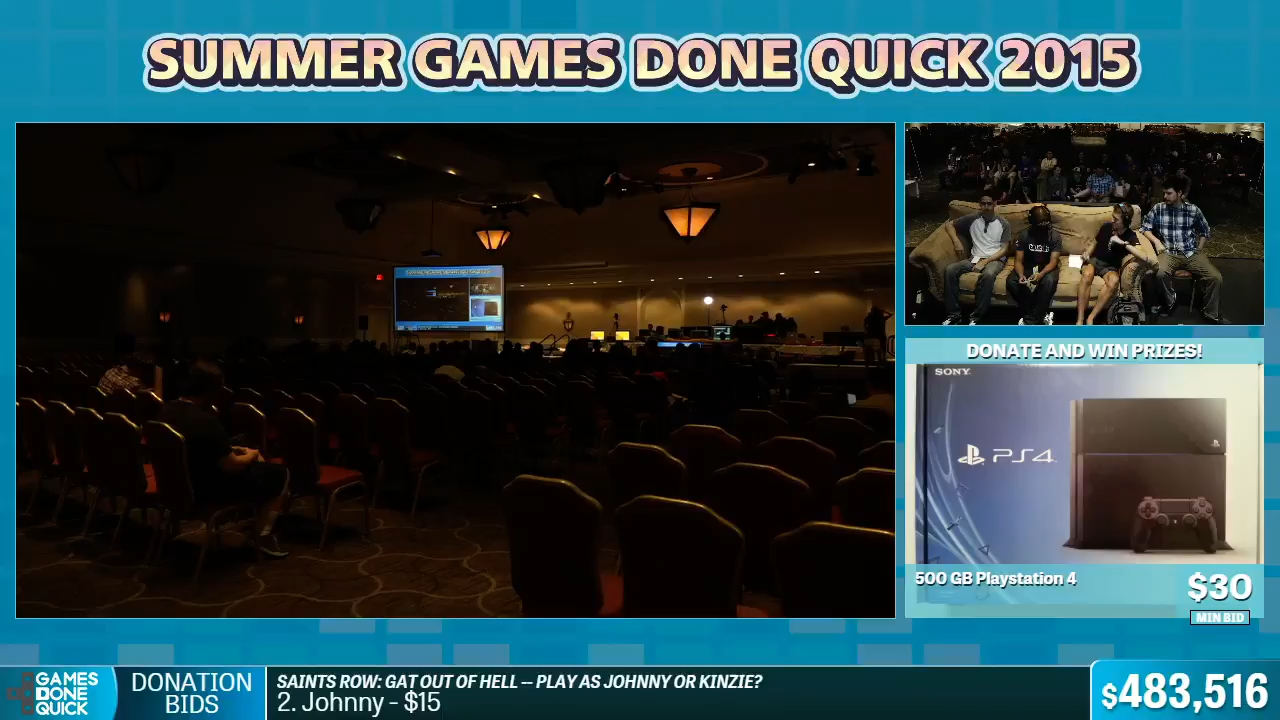 SUMMER GAMES DONE QUICK 2015
DONATE AND WIN PRIZES!
SONY
PS4
500 GB Playstation 4
$30
MIN BID
GAMES
DONE
QUICK
DONATION
BIDS
SAINTS ROW: GAT OUT OF HELL -- PLAY AS JOHNNY OR KINZIE?
2. Johnny - $15
$483,516